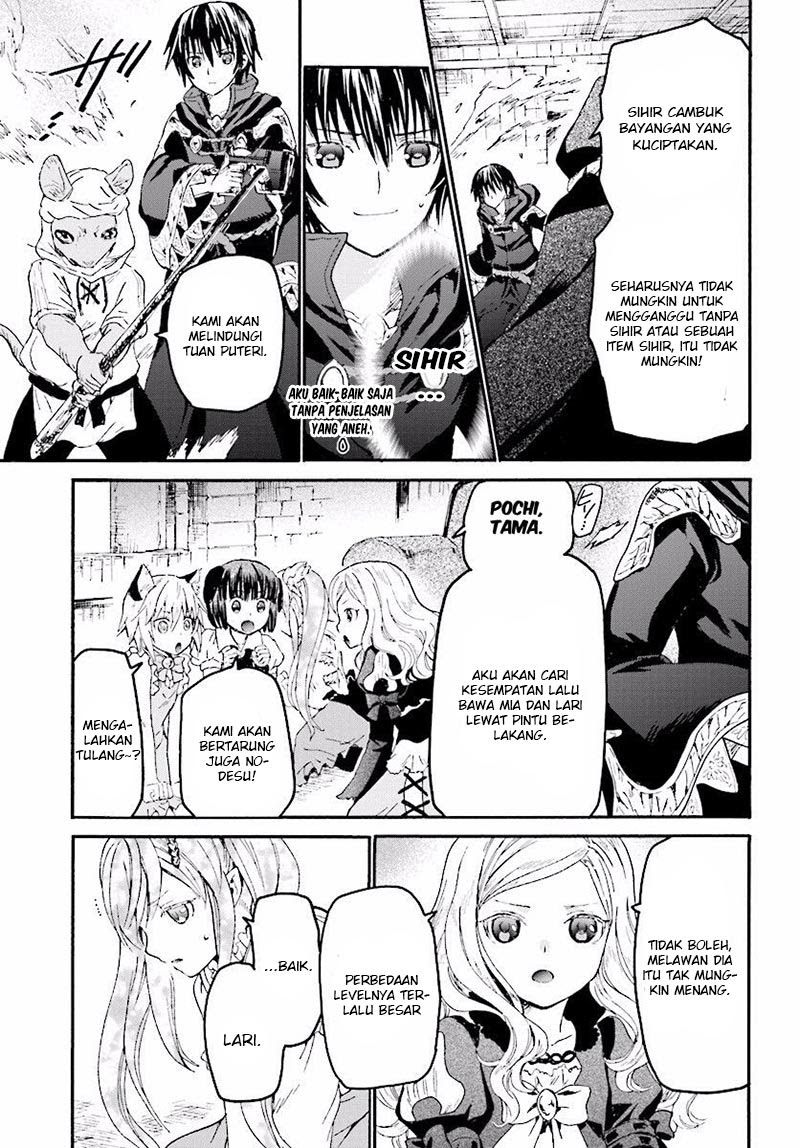 SIHIR CAMBUK
BAYANGAN YANG
KUCIPTAKAN.
SEHARUSNYA TIDAK
MUNGKIN UNTUK
MENGGANGGU TANPA
SIHIR ATAU SEBUAH
ITEM SIHIR, ITU TIDAK
MUNGKIN!
SIHIR
...
AKU BAIK-BAIK SAJA
TANPA PENJELASAN
YANG ANEH.
KAMI AKAN
MELINDUNGI
TUAN PUTERI.
POCHI,
TAMA.
AKU AKAN CARI
KESEMPATAN LALU
BAWA MIA DAN LARI
LEWAT PINTU BE-
LAKANG.
KAMI AKAN
BERTARUNG
JUGA NO-
DESU!
MENGA-
LAHKAN
TULANG~?
TIDAK BOLEH,
MELAWAN DIA
ITU TAK MUNG-
KIN MENANG.
PERBEDAAN
LEVELNYA TER-
LALU BESAR
...BAIK.
LARI.